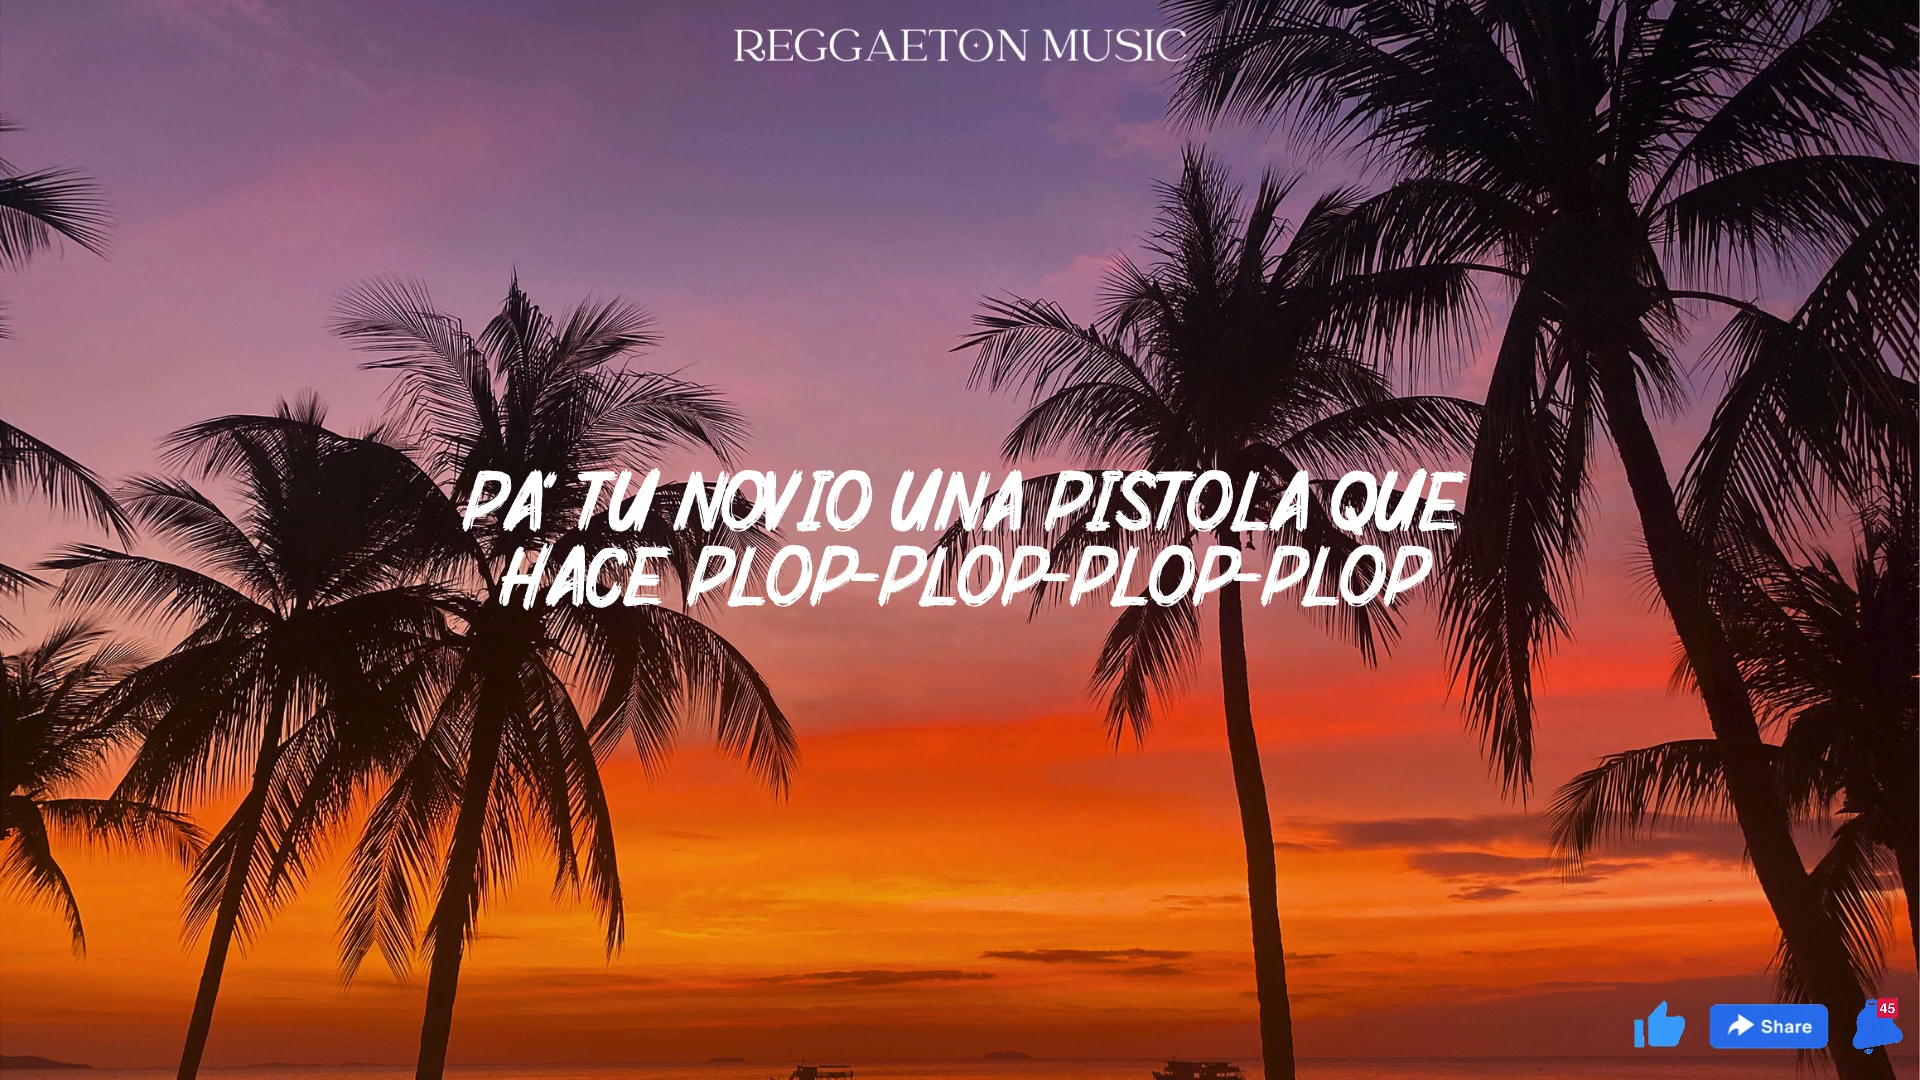 REGGAETON MUSIC
PA' TU NOVIO UNA PISTOLA QUE
HACE PLOP-PLOP-PLOP-PLOP
45
Share